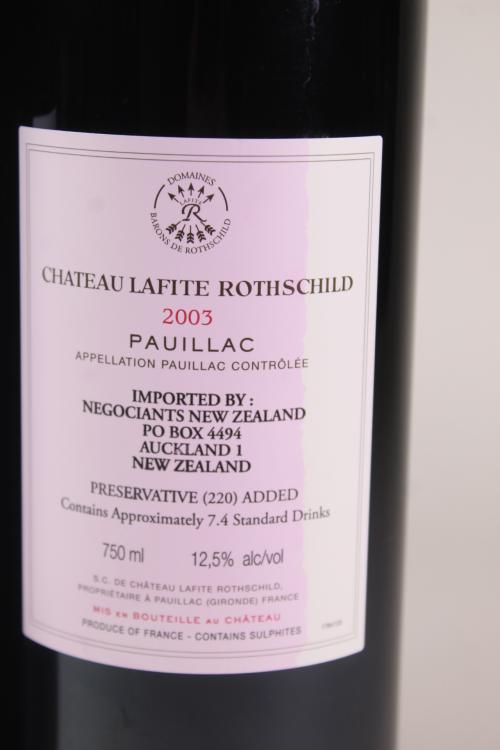 DOMAINES
LAFITE
R
BARONS DE ROTHSCHILD
CHATEAU LAFITE ROTHSCHILD
2003
PAUILLAC
APPELLATION PAUILLAC CONTRÔLÉE
IMPORTED BY :
NEGOCIANTS NEW ZEALAND
PO BOX 4494
AUCKLAND 1
NEW ZEALAND
PRESERVATIVE (220) ADDED
Contains Approximately 7.4 Standard Drinks
750 ml 12,5% alc/vol
S.C. DE CHÂTEAU LAFITE ROTHSCHILD,
PROPRIÉTAIRE À PAUILLAC (GIRONDE) FRANCE
MIS EN BOUTEILLE AU CHÂTEAU
PRODUCE OF FRANCE - CONTAINS SULPHITES